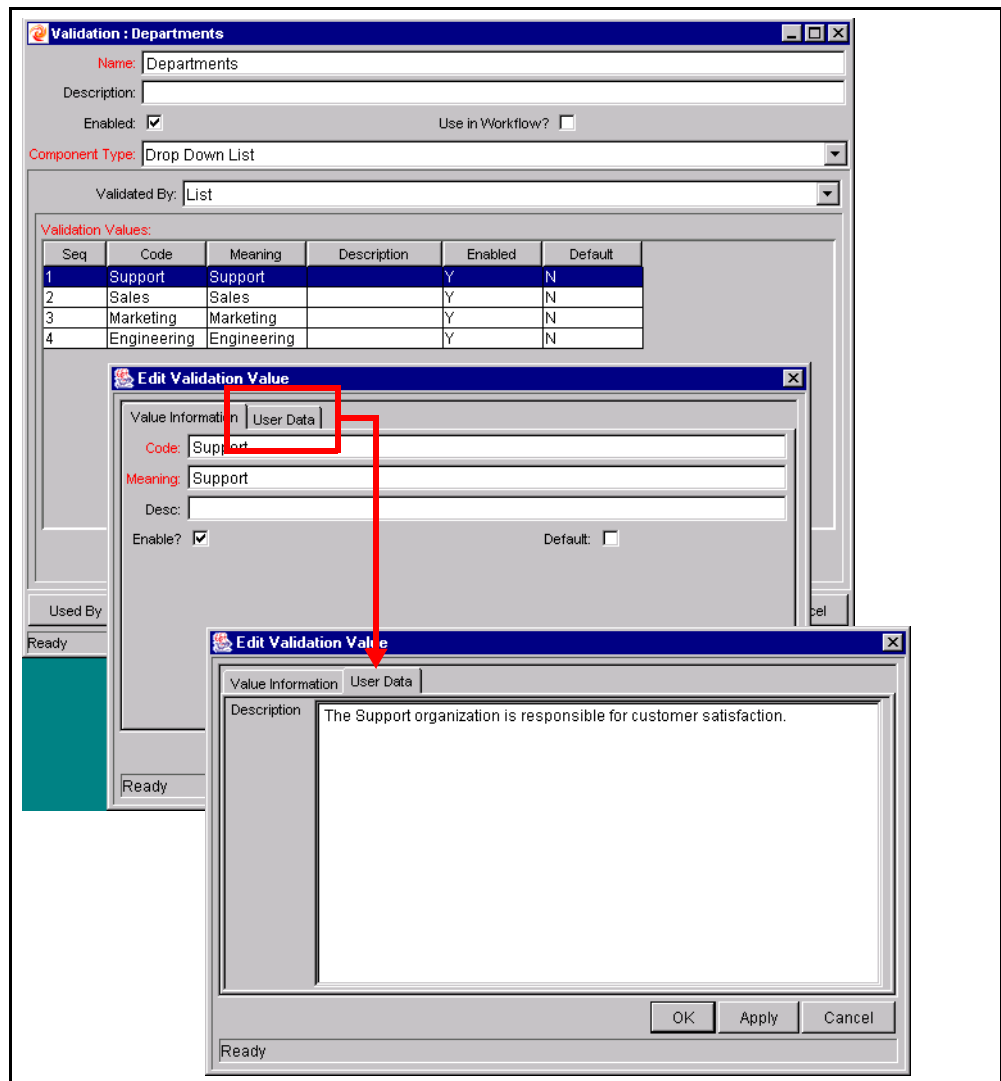 Validation : Departments
Name: Departments
Description:
Enabled: Use in Workflow?
Component Type: Drop Down List
Validated By: List
Validation Values:
Seq Code Meaning Description Enabled Default
1 Support Support Y N
2 Sales Sales Y N
3 Marketing Marketing Y N
4 Engineering Engineering Y N
Edit Validation Value
Value Information User Data
Code: Support
Meaning: Support
Desc:
Enable? Default:
Used By
Ready
Ready
Edit Validation Value
Value Information User Data
Description The Support organization is responsible for customer satisfaction.
OK Apply Cancel
Ready